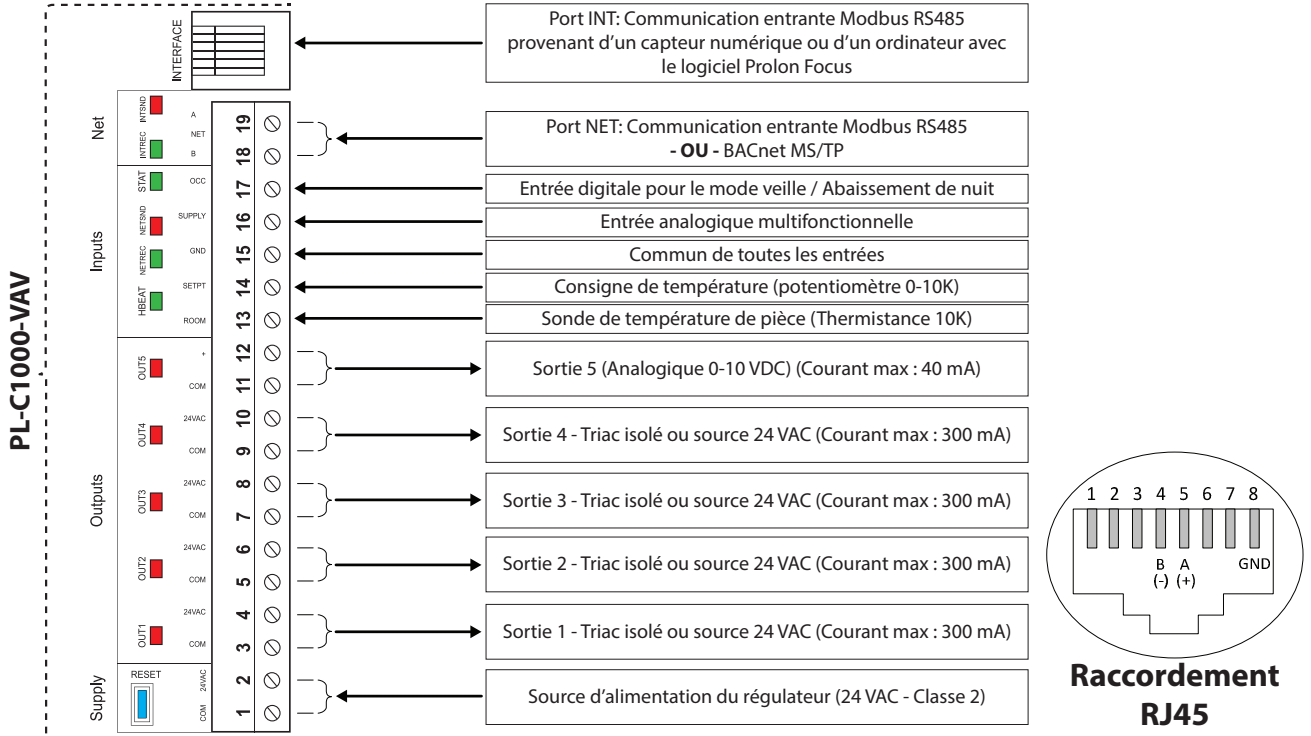 PL-C1000-VAV
INTERFACE
Port INT: Communication entrante Modbus RS485
provenant d'un capteur numérique ou d'un ordinateur avec
le logiciel Prolon Focus
Net
INTSND
INTREC
A
NET
B
19
18
Port NET: Communication entrante Modbus RS485
- OU - BACnet MS/TP
Inputs
STAT
OCC
17
Entrée digitale pour le mode veille / Abaissement de nuit
NETSND
SUPPLY
16
Entrée analogique multifonctionnelle
NETREC
GND
15
Commun de toutes les entrées
HBEAT
SETPT
14
Consigne de température (potentiomètre 0-10K)
ROOM
13
Sonde de température de pièce (Thermistance 10K)
Outputs
OUT5
+
COM
12
11
Sortie 5 (Analogique 0-10 VDC) (Courant max : 40 mA)
OUT4
24VAC
COM
10
9
Sortie 4 - Triac isolé ou source 24 VAC (Courant max : 300 mA)
OUT3
24VAC
COM
8
7
Sortie 3 - Triac isolé ou source 24 VAC (Courant max : 300 mA)
OUT2
24VAC
COM
6
5
Sortie 2 - Triac isolé ou source 24 VAC (Courant max : 300 mA)
OUT1
24VAC
COM
4
3
Sortie 1 - Triac isolé ou source 24 VAC (Courant max : 300 mA)
Supply
RESET
24VAC
COM
2
1
Source d'alimentation du régulateur (24 VAC - Classe 2)
1 2 3 4 5 6 7 8
B A GND
(-) (+)
Raccordement
RJ45